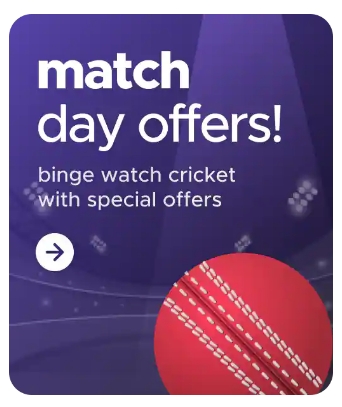 match
day offers!
binge watch cricket
with special offers